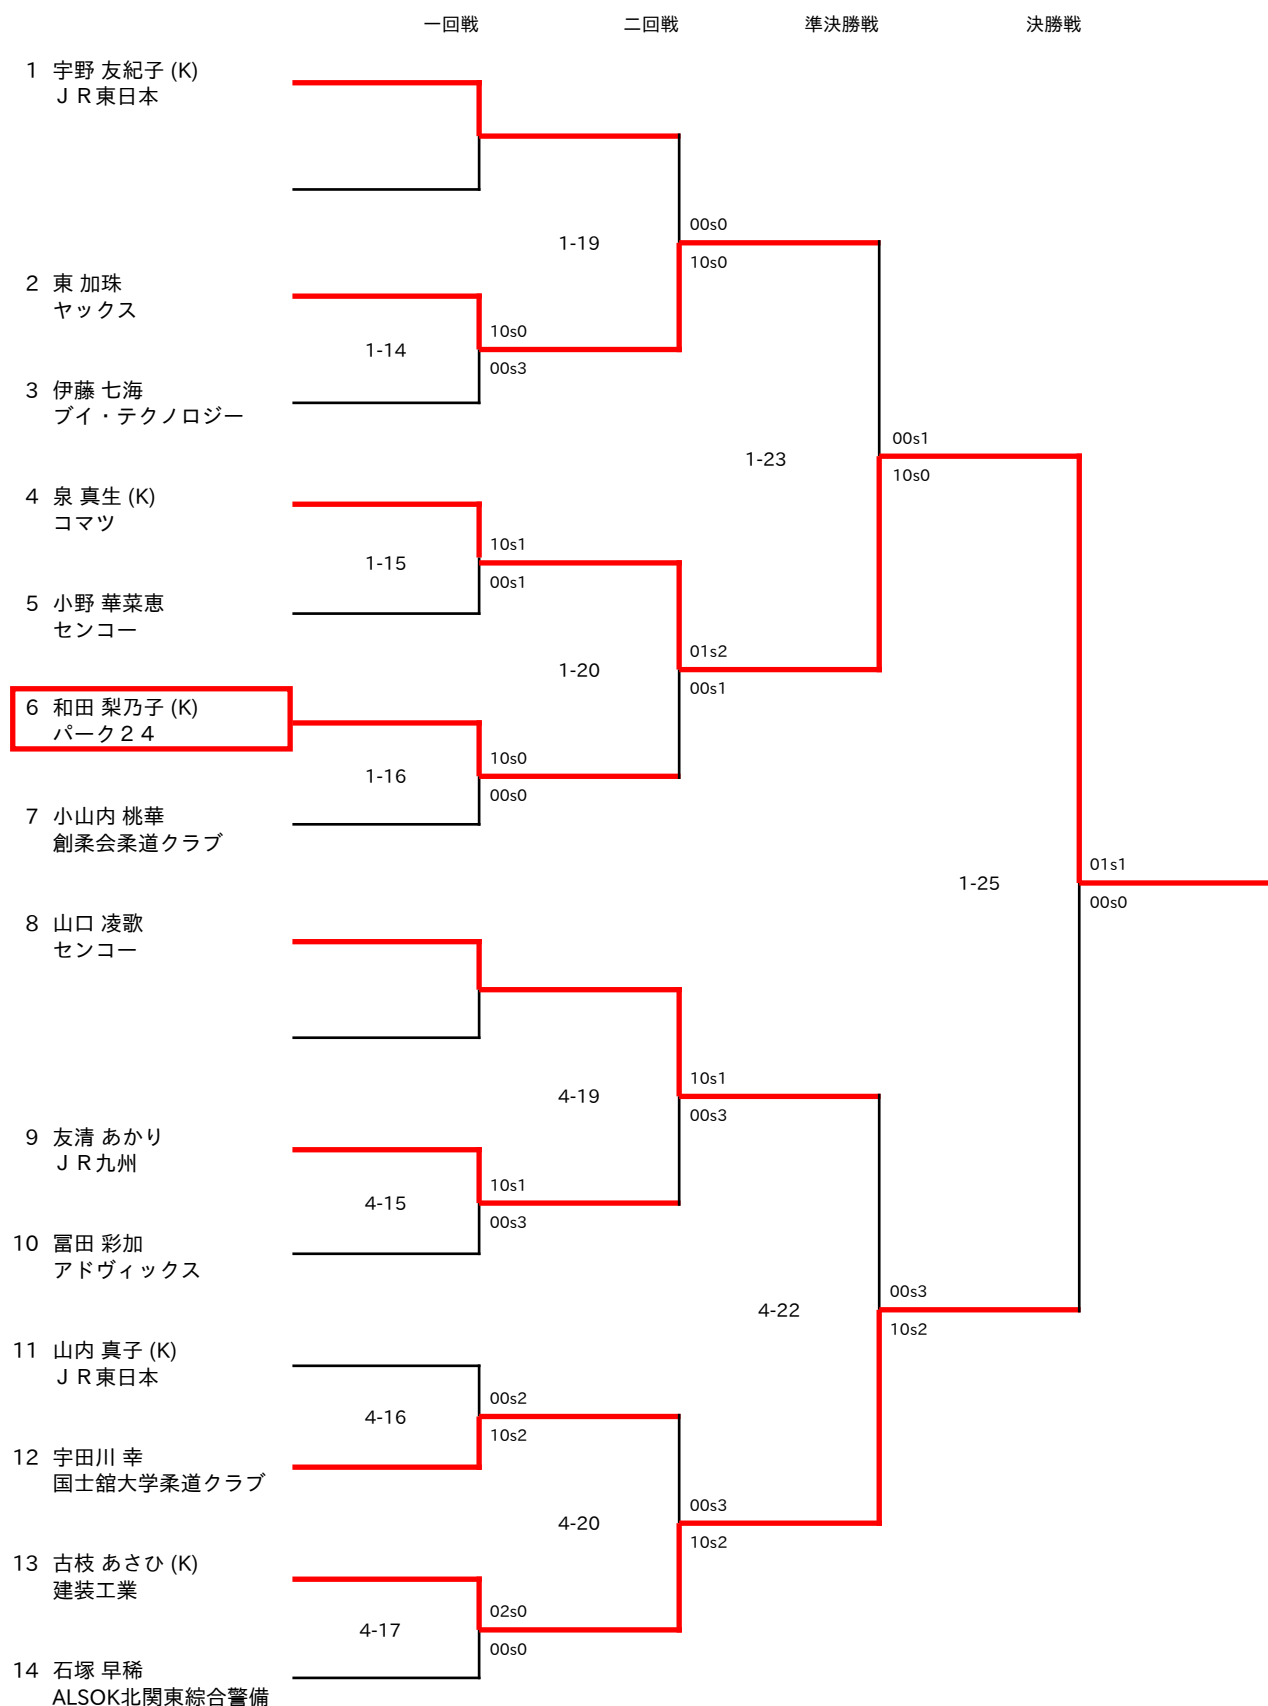 一回戦 二回戦 準決勝戦 決勝戦
1 宇野 友紀子 (K)
ＪＲ東日本
00s0
1-19
10s0
2 東 加珠
ヤックス
10s0
1-14
00s3
3 伊藤 七海
ブイ・テクノロジー
00s1
1-23
10s0
4 泉 真生 (K)
コマツ
10s1
1-15
00s1
5 小野 華菜恵
センコー
01s2
1-20
00s1
6 和田 梨乃子 (K)
パーク２４
10s0
1-16
00s0
7 小山内 桃華
創柔会柔道クラブ
01s1
1-25
00s0
8 山口 凌歌
センコー
10s1
4-19
00s3
9 友清 あかり
ＪＲ九州
10s1
4-15
00s3
10 冨田 彩加
アドヴィックス
00s3
4-22
10s2
11 山内 真子 (K)
ＪＲ東日本
00s2
4-16
10s2
12 宇田川 幸
国士舘大学柔道クラブ
00s3
4-20
10s2
13 古枝 あさひ (K)
建装工業
02s0
4-17
00s0
14 石塚 早稀
ALSOK北関東綜合警備